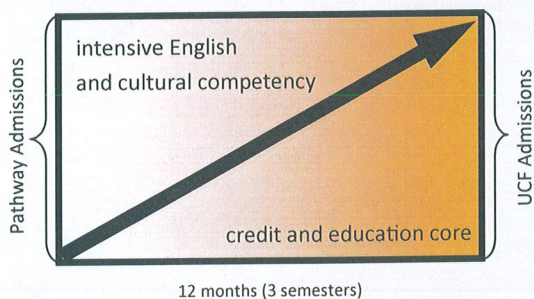 Pathway Admissions
intensive English
and cultural competency
credit and education core
UCF Admissions
12 months (3 semesters)